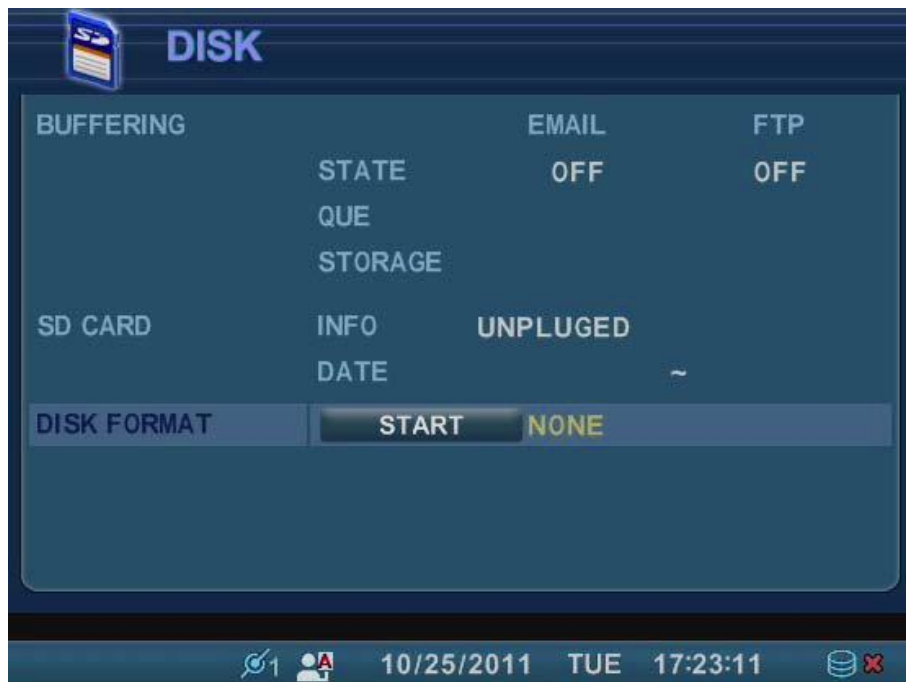 SD
DISK
BUFFERING EMAIL FTP
STATE OFF OFF
QUE
STORAGE
SD CARD INFO UNPLUGED
DATE ~
DISK FORMAT START NONE
1 A 10/25/2011 TUE 17:23:11